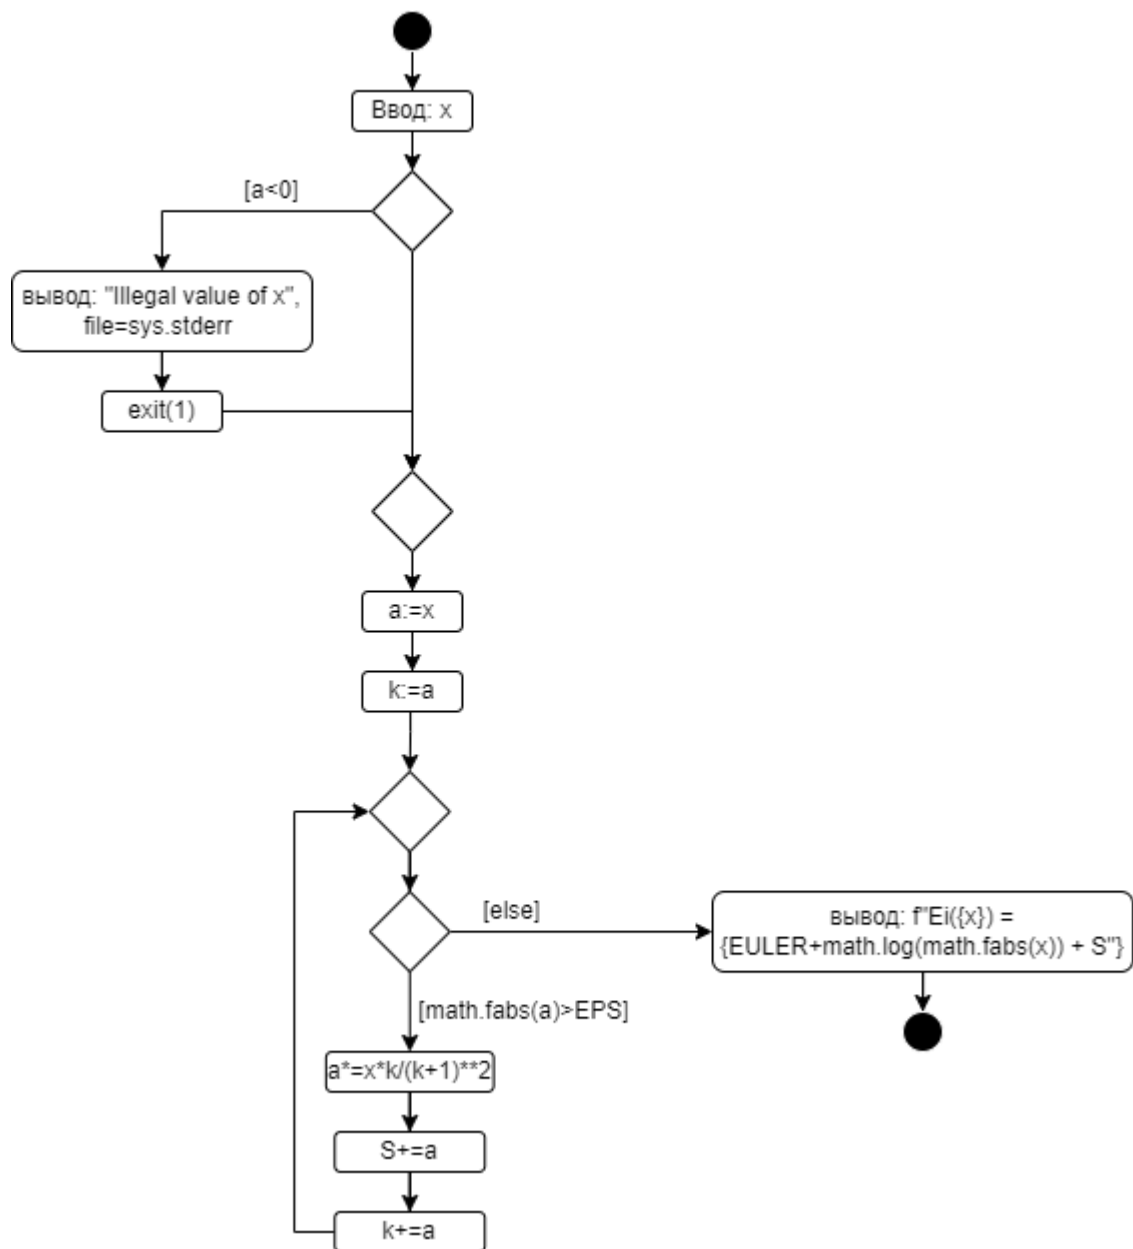 Ввод: x
[a<0]
вывод: "Illegal value of x",
file=sys.stderr
exit(1)
a:=x
k:=a
[else]
вывод: f"Ei({x}) =
{EULER+math.log(math.fabs(x)) + S"}
[math.fabs(a)>EPS]
a*=x*k/(k+1)**2
S+=a
k+=a